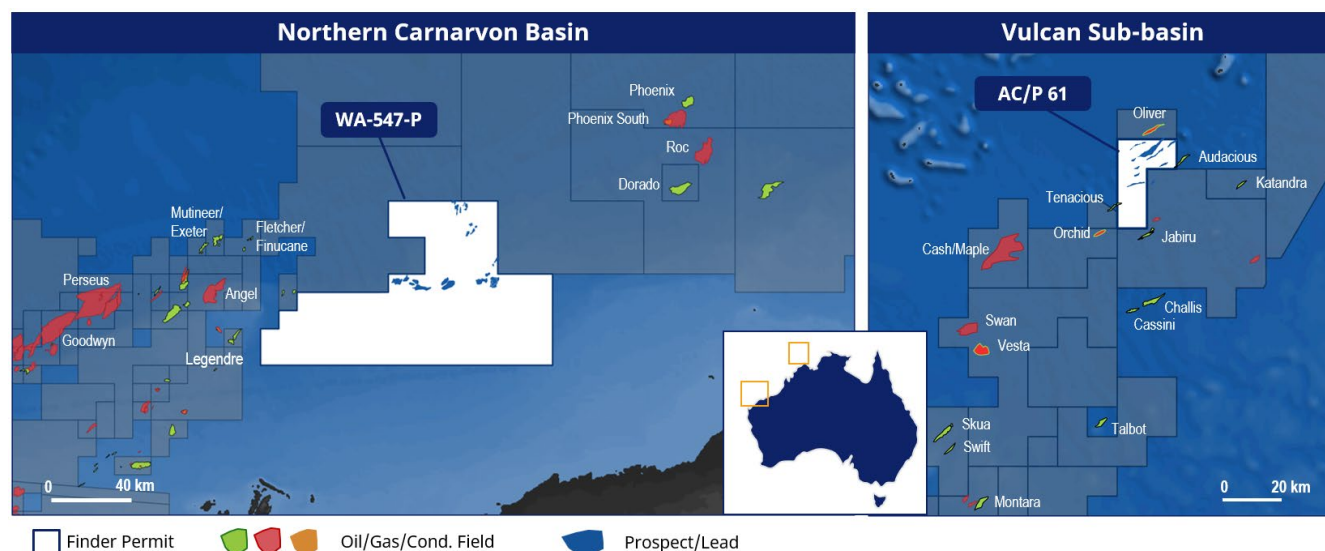 Northern Carnarvon Basin
Vulcan Sub-basin
WA-547-P
Phoenix
Phoenix South
Roc
Dorado
Mutineer/
Exeter
Fletcher/
Finucane
Perseus
Angel
Goodwyn
Legendre
0 40 km
AC/P 61
Oliver
Audacious
Katandra
Tenacious
Orchid
Jabiru
Cash/Maple
Challis
Cassini
Swan
Vesta
Skua
Swift
Talbot
Montara
0 20 km
Finder Permit
Oil/Gas/Cond. Field
Prospect/Lead